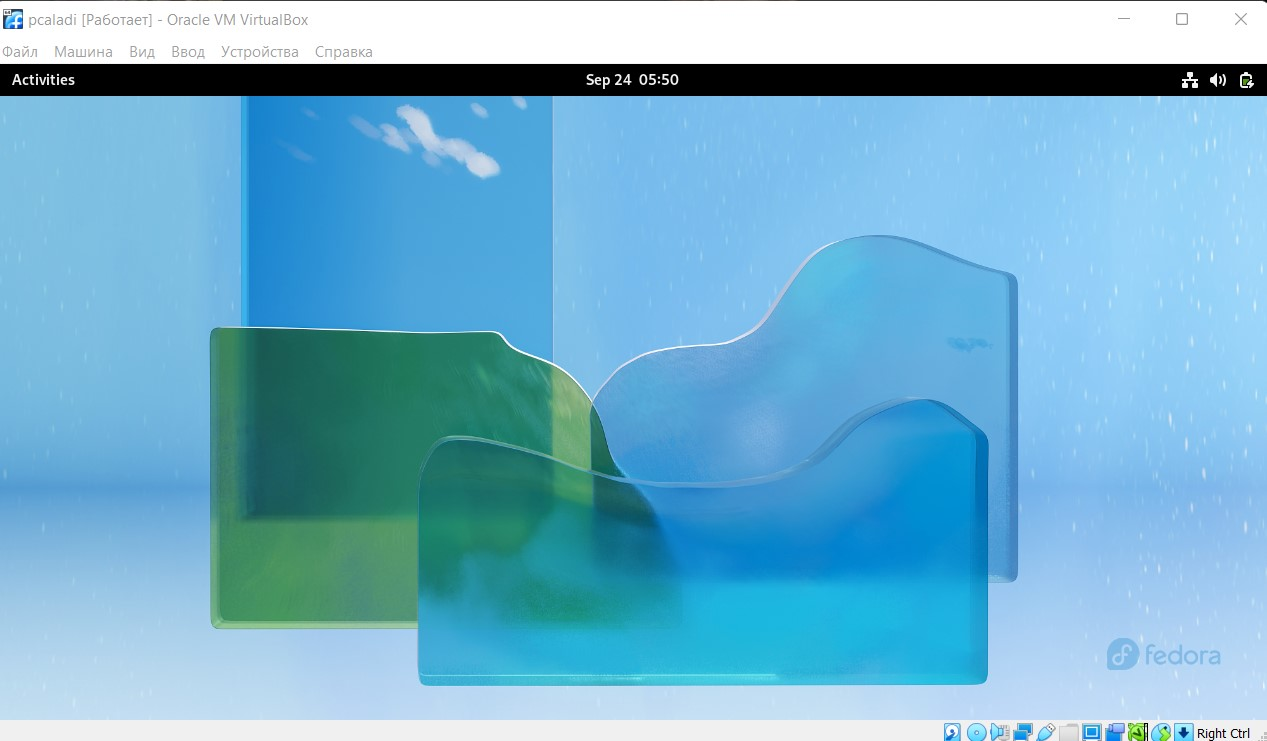 pcaladi [Работает] - Oracle VM VirtualBox
Файл Машина Вид Ввод Устройства Справка
Activities Sep 24 05:50
fedora
Right Ctrl